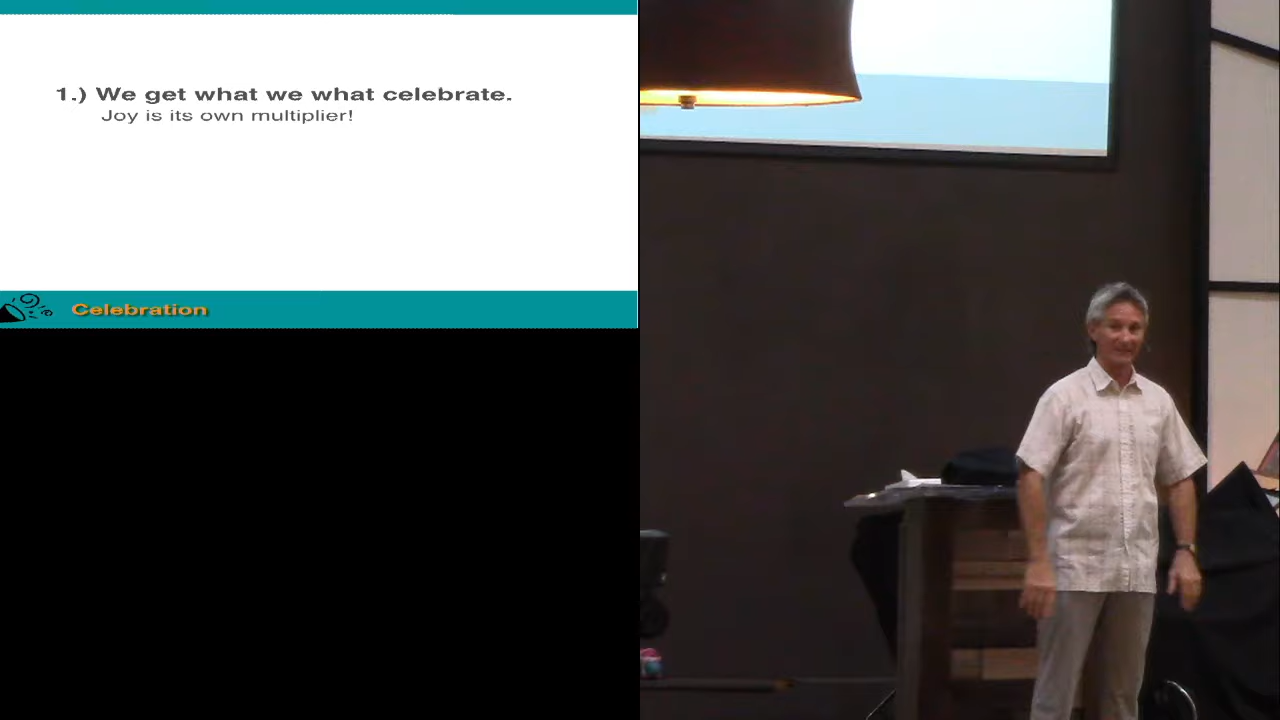 1.) We get what we what celebrate.
Joy is its own multiplier!
Celebration